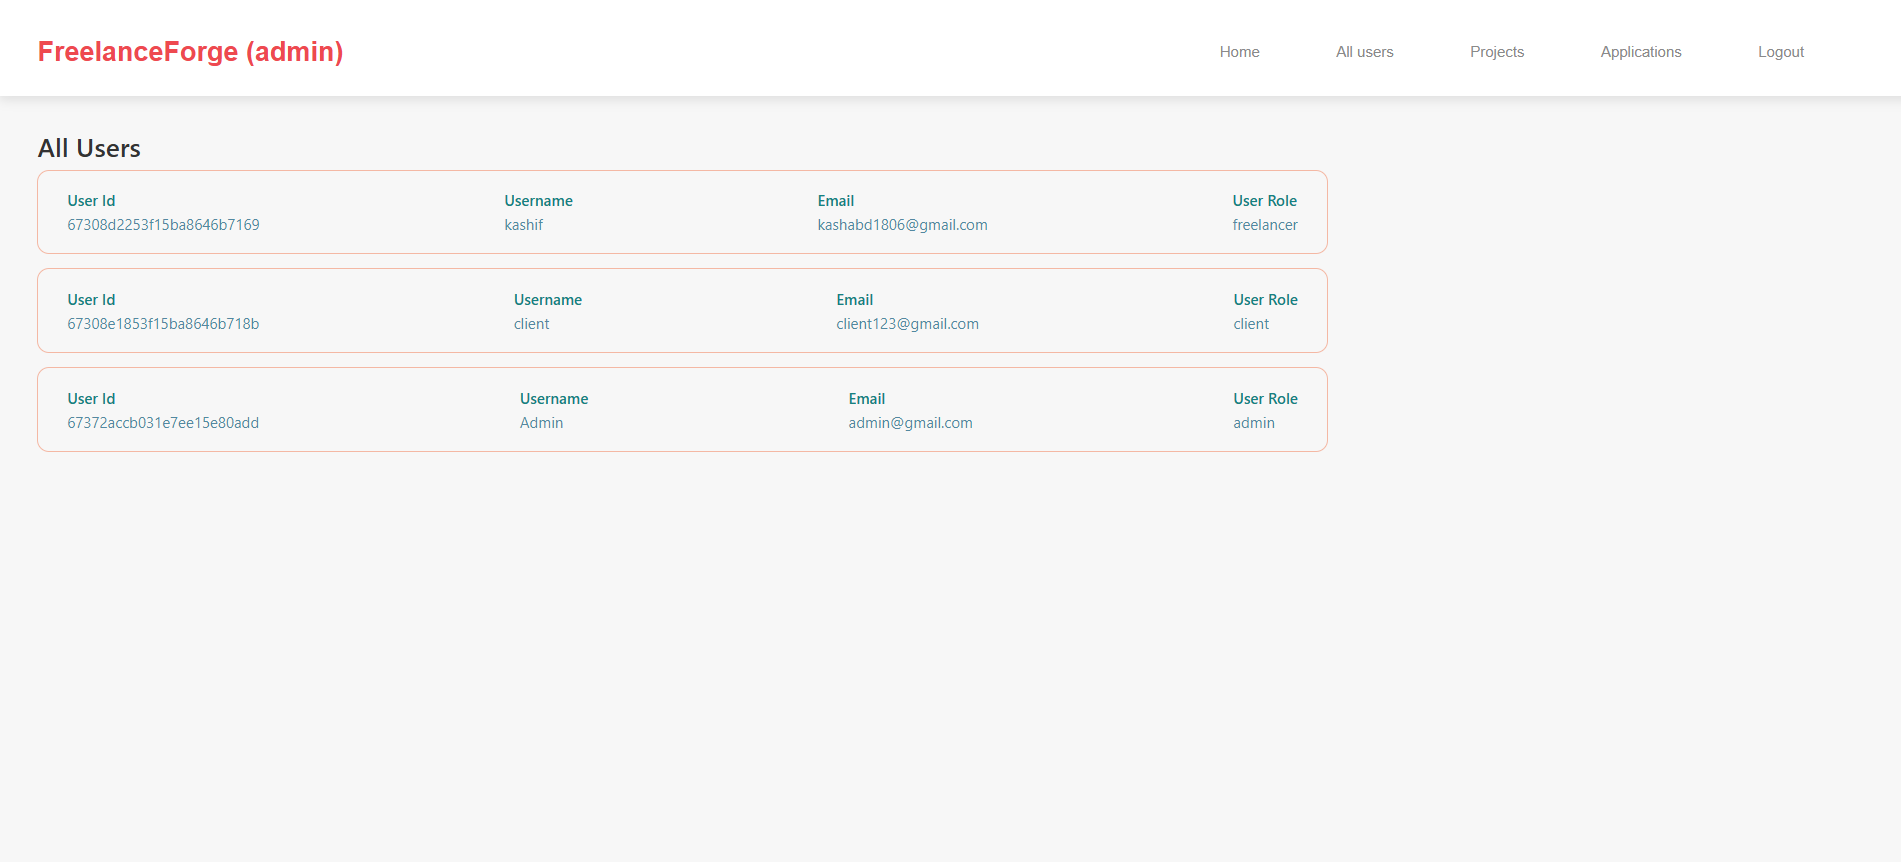 FreelanceForge (admin)
Home All users Projects Applications Logout
All Users
User Id Username Email User Role
67308d2253f15ba8646b7169 kashif kashabd1806@gmail.com freelancer
User Id Username Email User Role
67308e1853f15ba8646b718b client client123@gmail.com client
User Id Username Email User Role
67372accb031e7ee15e80add Admin admin@gmail.com admin